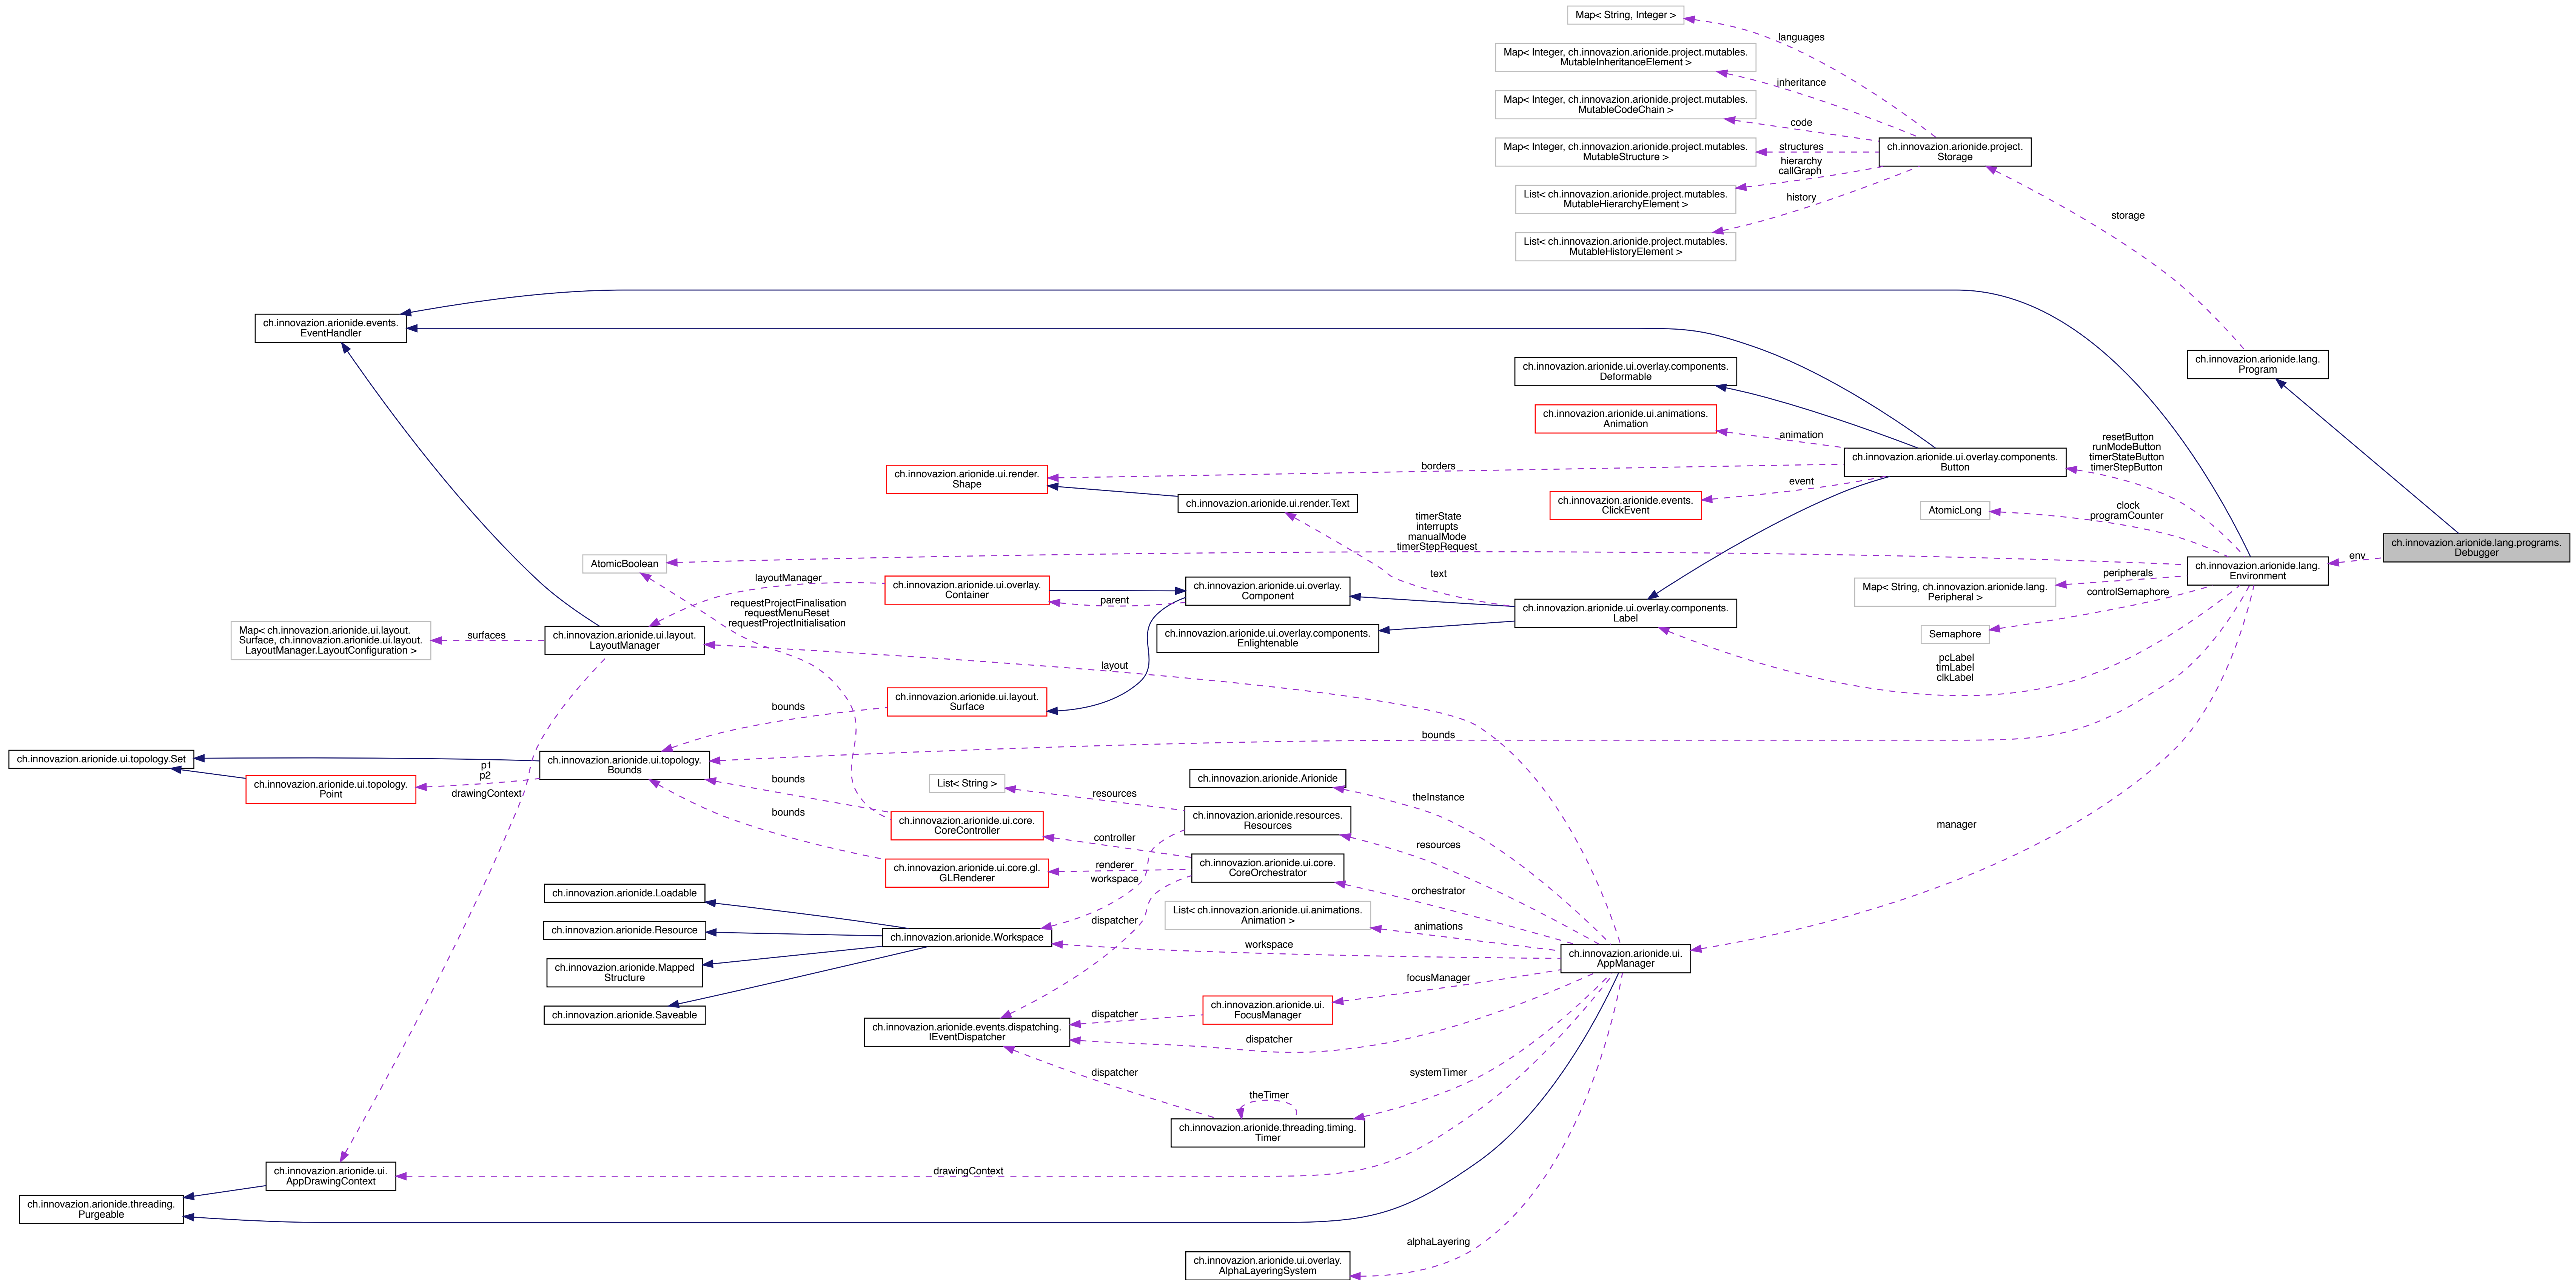 Map< String, Integer >
languages
Map< Integer, ch.innovazion.arionide.project.mutables.
MutableInheritanceElement >
inheritance
Map< Integer, ch.innovazion.arionide.project.mutables.
MutableCodeChain >
code
ch.innovazion.arionide.project.
Storage
Map< Integer, ch.innovazion.arionide.project.mutables.
MutableStructure >
structures
hierarchy
callGraph
List< ch.innovazion.arionide.project.mutables.
MutableHierarchyElement >
history
storage
List< ch.innovazion.arionide.project.mutables.
MutableHistoryElement >
ch.innovazion.arionide.events.
EventHandler
ch.innovazion.arionide.lang.
Program
ch.innovazion.arionide.ui.overlay.components.
Deformable
ch.innovazion.arionide.ui.animations.
Animation
animation
resetButton
runModeButton
timerStateButton
timerStepButton
ch.innovazion.arionide.ui.overlay.components.
Button
borders
ch.innovazion.arionide.ui.render.
Shape
event
ch.innovazion.arionide.ui.render.Text
ch.innovazion.arionide.events.
ClickEvent
AtomicLong
clock
programCounter
timerState
interrupts
manualMode
timerStepRequest
ch.innovazion.arionide.lang.programs.
Debugger
env
AtomicBoolean
ch.innovazion.arionide.lang.
Environment
text
layoutManager
ch.innovazion.arionide.ui.overlay.
Container
parent
ch.innovazion.arionide.ui.overlay.
Component
peripherals
Map< String, ch.innovazion.arionide.lang.
Peripheral >
controlSemaphore
requestProjectFinalisation
requestMenuReset
requestProjectInitialisation
ch.innovazion.arionide.ui.overlay.components.
Label
Map< ch.innovazion.arionide.ui.layout.
Surface, ch.innovazion.arionide.ui.layout.
LayoutManager.LayoutConfiguration >
surfaces
ch.innovazion.arionide.ui.layout.
LayoutManager
ch.innovazion.arionide.ui.overlay.components.
Enlightenable
Semaphore
layout
pcLabel
timLabel
clkLabel
ch.innovazion.arionide.ui.layout.
Surface
bounds
bounds
ch.innovazion.arionide.ui.topology.Set
ch.innovazion.arionide.ui.topology.
Bounds
p1
p2
ch.innovazion.arionide.ui.topology.
Point
drawingContext
bounds
List< String >
resources
ch.innovazion.arionide.Arionide
theInstance
bounds
ch.innovazion.arionide.ui.core.
CoreController
ch.innovazion.arionide.resources.
Resources
manager
controller
resources
renderer
ch.innovazion.arionide.ui.core.gl.
GLRenderer
ch.innovazion.arionide.ui.core.
CoreOrchestrator
workspace
orchestrator
ch.innovazion.arionide.Loadable
List< ch.innovazion.arionide.ui.animations.
Animation >
dispatcher
animations
ch.innovazion.arionide.Resource
ch.innovazion.arionide.Workspace
workspace
ch.innovazion.arionide.ui.
AppManager
ch.innovazion.arionide.Mapped
Structure
focusManager
ch.innovazion.arionide.Saveable
ch.innovazion.arionide.ui.
FocusManager
dispatcher
ch.innovazion.arionide.events.dispatching.
IEventDispatcher
dispatcher
dispatcher
systemTimer
theTimer
ch.innovazion.arionide.threading.timing.
Timer
ch.innovazion.arionide.ui.
AppDrawingContext
drawingContext
ch.innovazion.arionide.threading.
Purgeable
alphaLayering
ch.innovazion.arionide.ui.overlay.
AlphaLayeringSystem